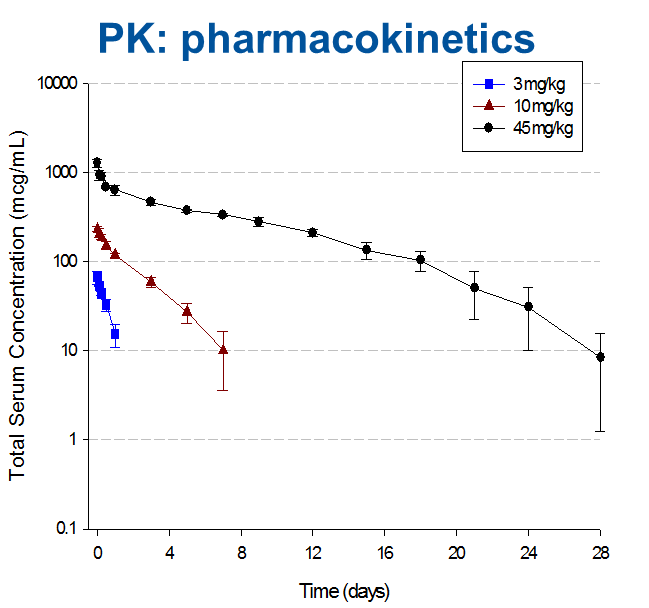 PK: pharmacokinetics
10000
1000
100
10
1
0.1
Total Serum Concentration (mcg/mL)
3mg/kg
10mg/kg
45mg/kg
0 4 8 12 16 20 24 28
Time (days)